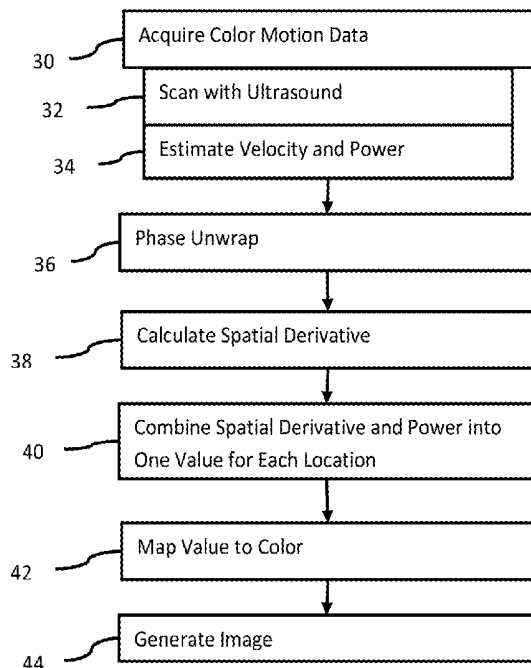 Acquire Color Motion Data
30
Scan with Ultrasound
32
Estimate Velocity and Power
34
Phase Unwrap
36
Calculate Spatial Derivative
38
Combine Spatial Derivative and Power into
One Value for Each Location
40
Map Value to Color
42
Generate Image
44